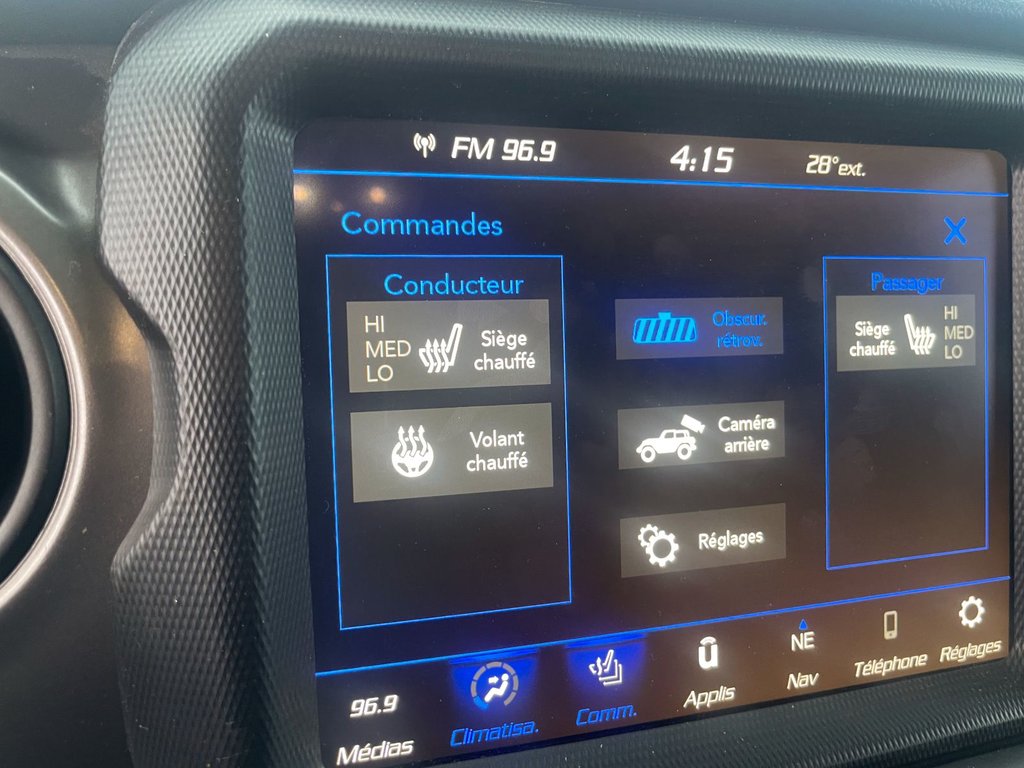 FM 96.9
4:15
28° ext.
Commandes
Conducteur
HI
MED
LO
Siège
chauffé
Volant
chauffé
Obscur.
rétrov.
Caméra
arrière
Réglages
Passager
Siège
chauffé
HI
MED
LO
96.9
Médias
Climatisa.
Comm.
Applis
NE
Nav
Téléphone
Réglages